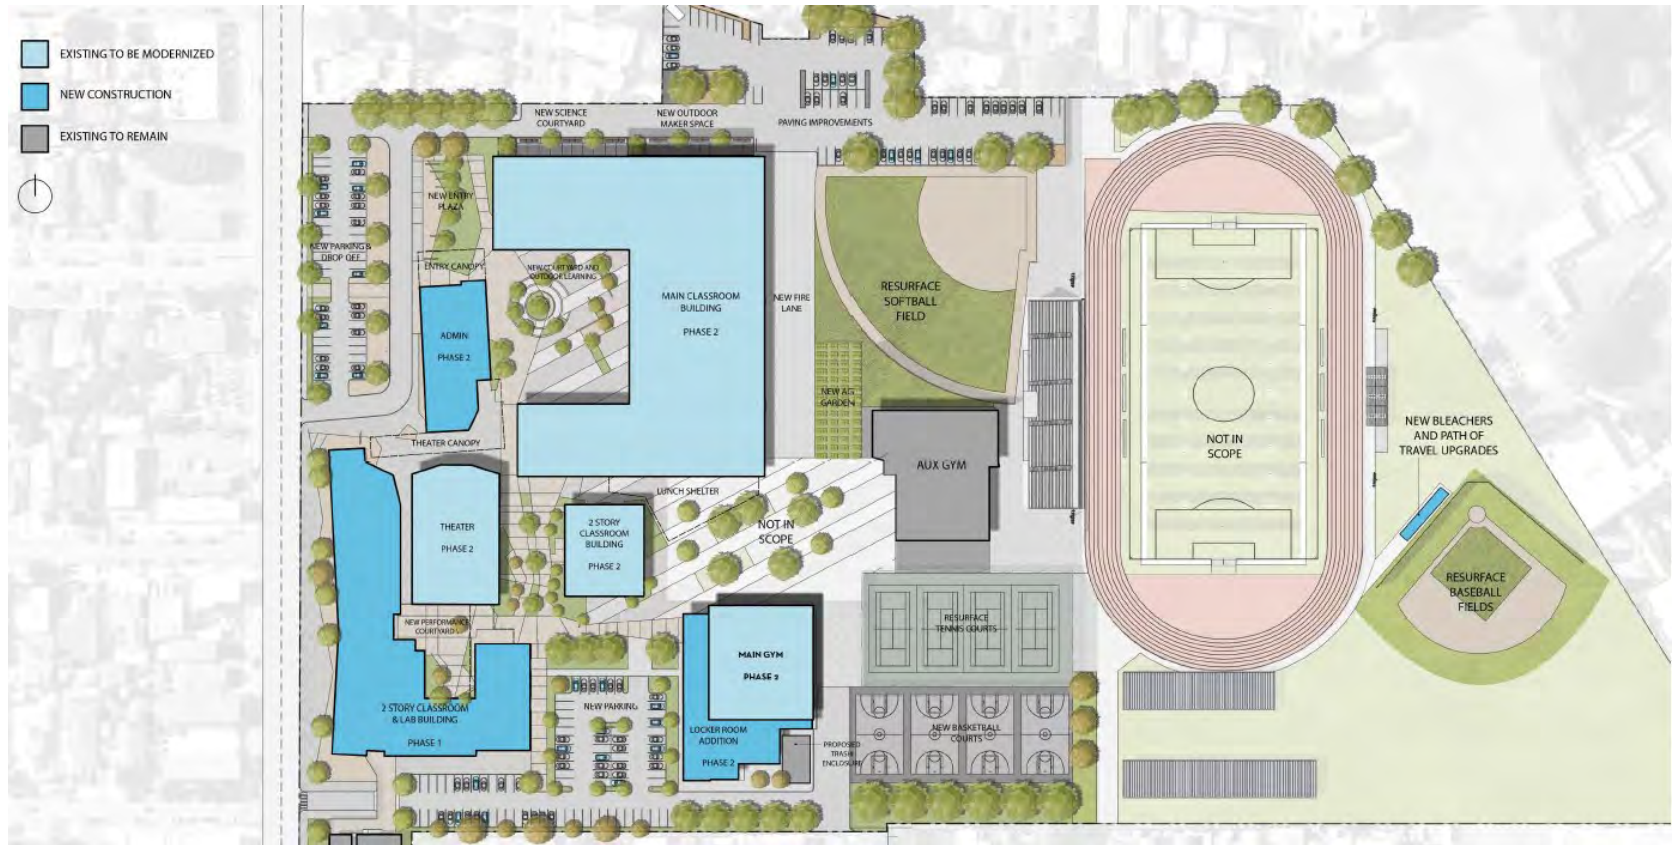 EXISTING TO BE MODERNIZED
NEW CONSTRUCTION
EXISTING TO REMAIN
NEW SCIENCE
COURTYARD
NEW OUTDOOR
MAKER SPACE
PAVING IMPROVEMENTS
NEW ENTRY
PLAZA
NEW PARKING &
DROP OFF
ENTRY CANOPY
NEW COURTYARD AND
OUTDOOR LEARNING
MAIN CLASSROOM
BUILDING
PHASE 2
NEW FIRE
LANE
RESURFACE
SOFTBALL
FIELD
ADMIN
PHASE 2
NEW AG
GARDEN
THEATER CANOPY
AUX GYM
NOT IN
SCOPE
NEW BLEACHERS
AND PATH OF
TRAVEL UPGRADES
LUNCH SHELTER
THEATER
PHASE 2
2 STORY
CLASSROOM
BUILDING
PHASE 2
NOT IN
SCOPE
RESURFACE
BASEBALL
FIELDS
NEW PERFORMANCE
COURTYARD
RESURFACE
TENNIS COURTS
MAIN GYM
PHASE 2
2 STORY CLASSROOM
& LAB BUILDING
PHASE 1
NEW PARKING
LOCKER ROOM
ADDITION
PHASE 2
PROPOSED
TRASH
ENCLOSURE
NEW BASKETBALL
COURTS